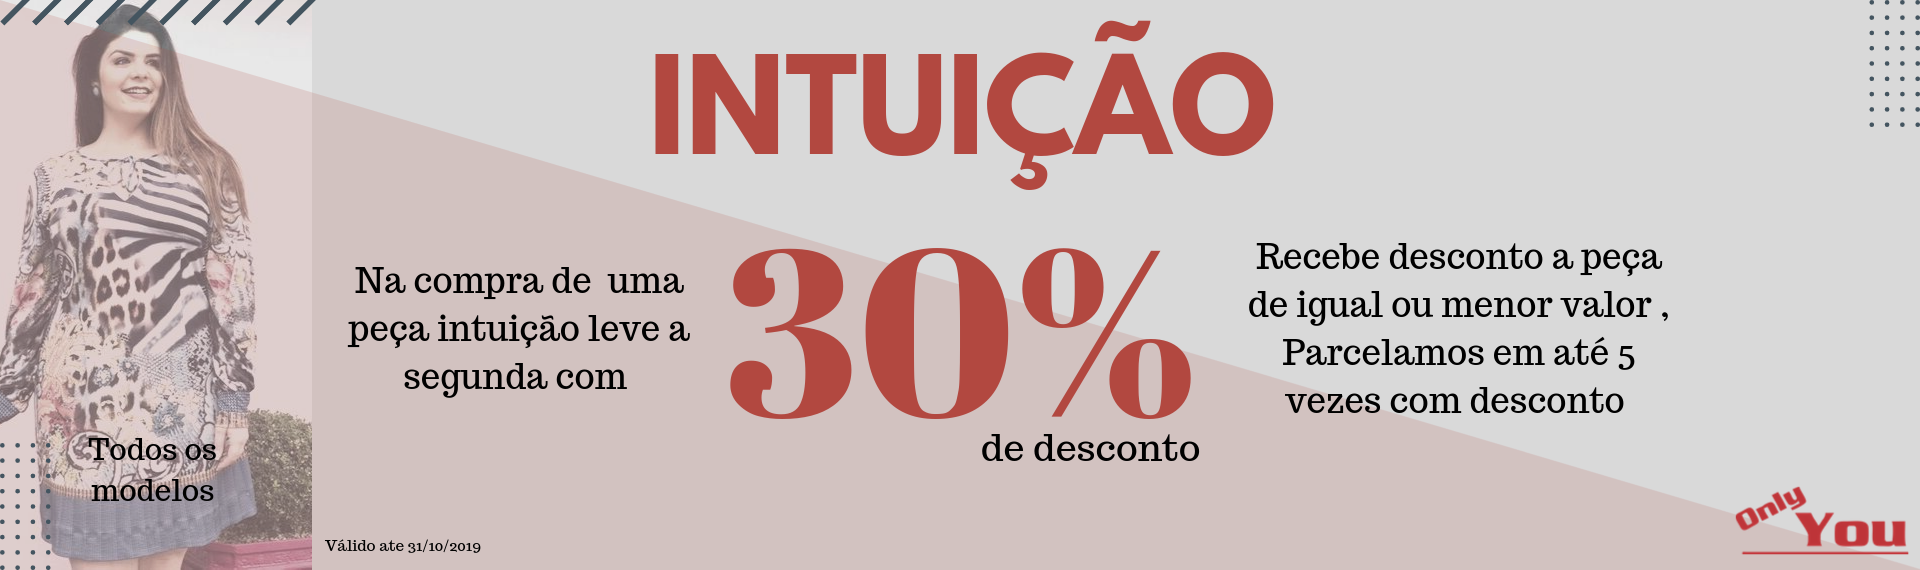 INTUIÇÃO
Na compra de uma
peça intuição leve a
segunda com
30%
de desconto
Recebe desconto a peça
de igual ou menor valor ,
Parcelamos em até 5
vezes com desconto
Todos os
modelos
Válido ate 31/10/2019
Only
You